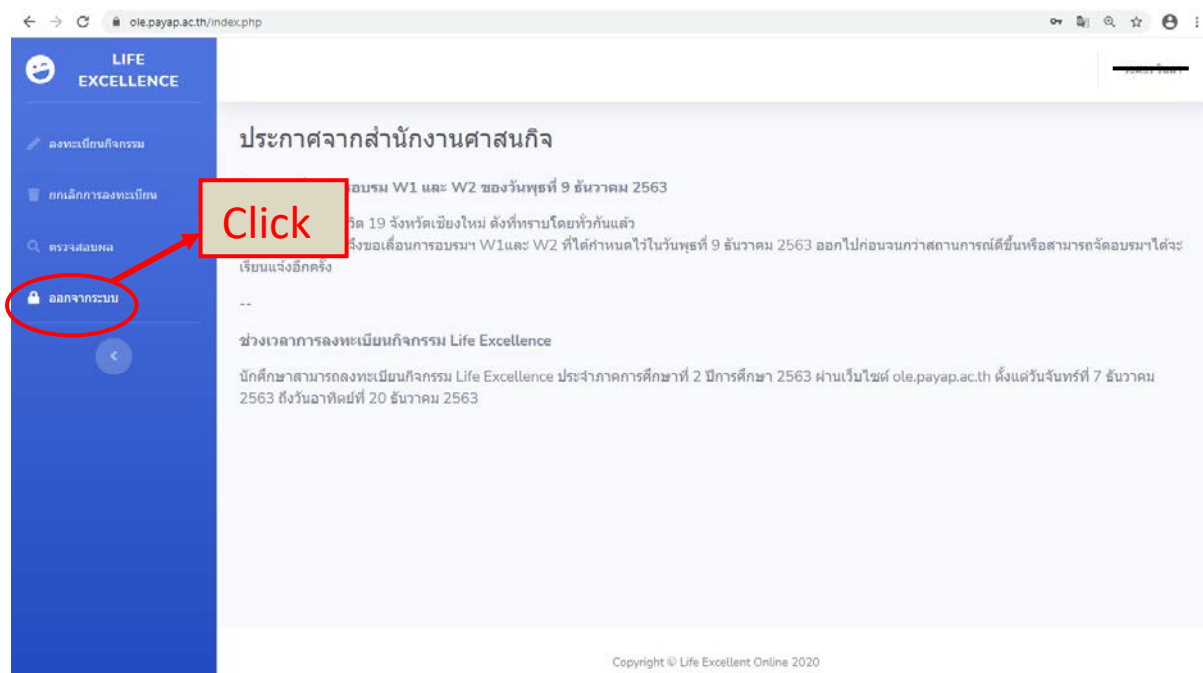 ole.payap.ac.th/index.php
LIFE
EXCELLENCE
ลงทะเบียนกิจกรรม
ยกเลิกการลงทะเบียน
ตรวจสอบผล
ออกจากระบบ
Click
ประกาศจากสำนักงานศาสนกิจ
อบรม W1 และ W2 ของวันพุธที่ 9 ธันวาคม 2563
วิด 19 จังหวัดเชียงใหม่ ดังที่ทราบโดยทั่วกันแล้ว
จึงขอเลื่อนการอบรมฯ W1และ W2 ที่ได้กำหนดไว้ในวันพุธที่ 9 ธันวาคม 2563 ออกไปก่อนจนกว่าสถานการณ์ดีขึ้นหรือสามารถจัดอบรมฯได้จะ
เรียนแจ้งอีกครั้ง
--
ช่วงเวลาการลงทะเบียนกิจกรรม Life Excellence
นักศึกษาสามารถลงทะเบียนกิจกรรม Life Excellence ประจำภาคการศึกษาที่ 2 ปีการศึกษา 2563 ผ่านเว็บไซต์ ole.payap.ac.th ตั้งแต่วันจันทร์ที่ 7 ธันวาคม
2563 ถึงวันอาทิตย์ที่ 20 ธันวาคม 2563
Copyright © Life Excellent Online 2020